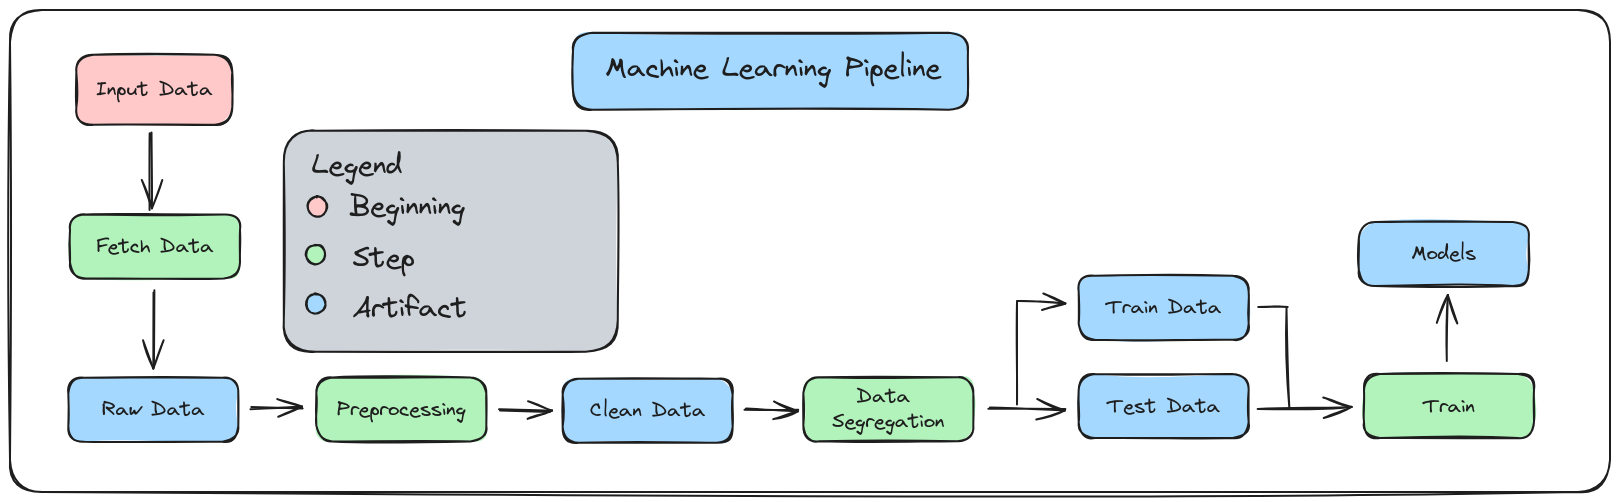 Machine Learning Pipeline
Input Data
Legend
Beginning
Step
Artifact
Fetch Data
Models
Train Data
Raw Data
Preprocessing
Clean Data
Data
Segregation
Test Data
Train